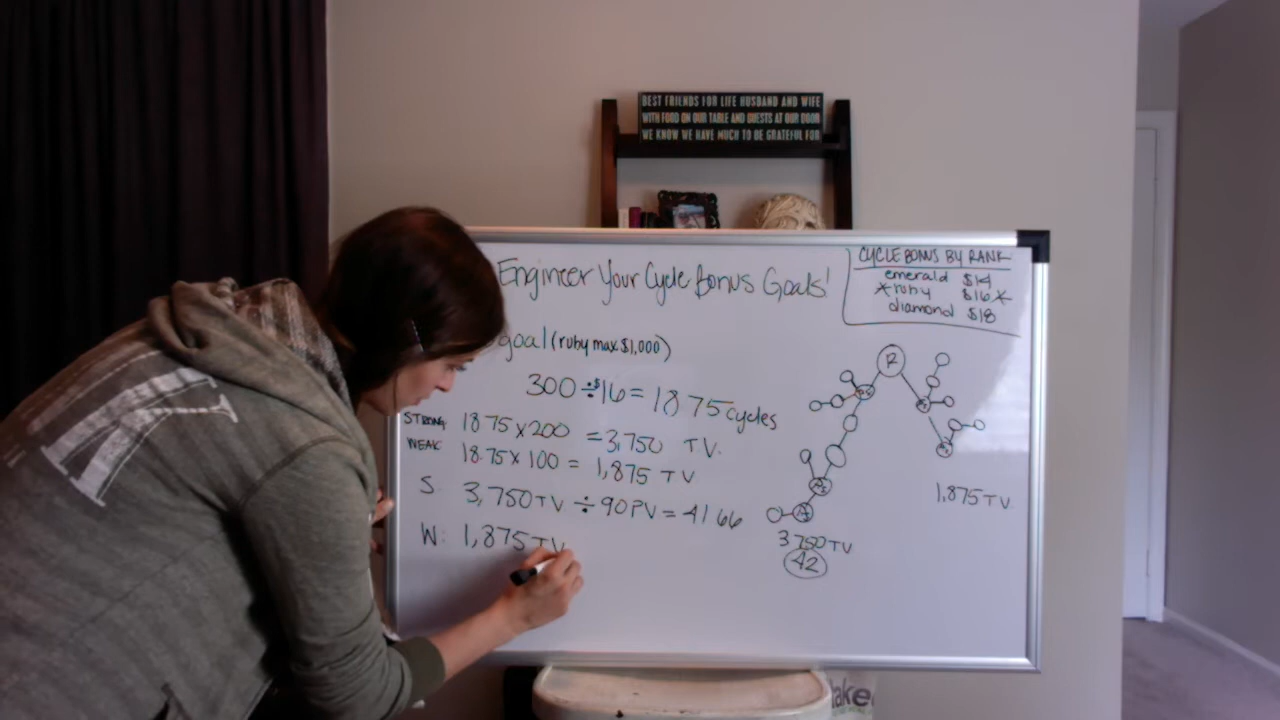 BEST FRIENDS FOR LIFE HUSBAND AND WIFE
WITH FOOD ON OUR TABLE AND GUESTS AT OUR DOOR
WE KNOW WE HAVE MUCH TO BE GRATEFUL FOR
Engineer Your Cycle Bonus Goals!
CYCLE BONUS BY RANK
emerald $14
*ruby $16*
diamond $18
goal (ruby max $1,000)
300 ÷ $16 = 18.75 cycles
STRONG: 18.75 x 200 = 3,750 TV.
WEAK: 18.75 x 100 = 1,875 TV
S: 3,750 TV ÷ 90PV = 41.66
W: 1,875 TV
R
3750 TV
42
1,875 TV.